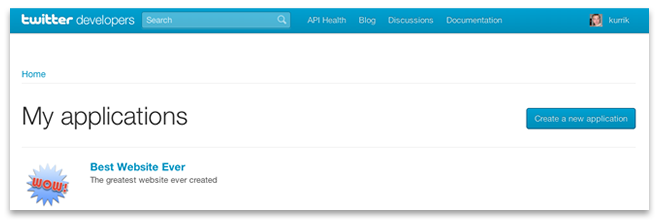 twitter developers Search API Health Blog Discussions Documentation kurrik
Home
My applications Create a new application
WOW! Best Website Ever
The greatest website ever created